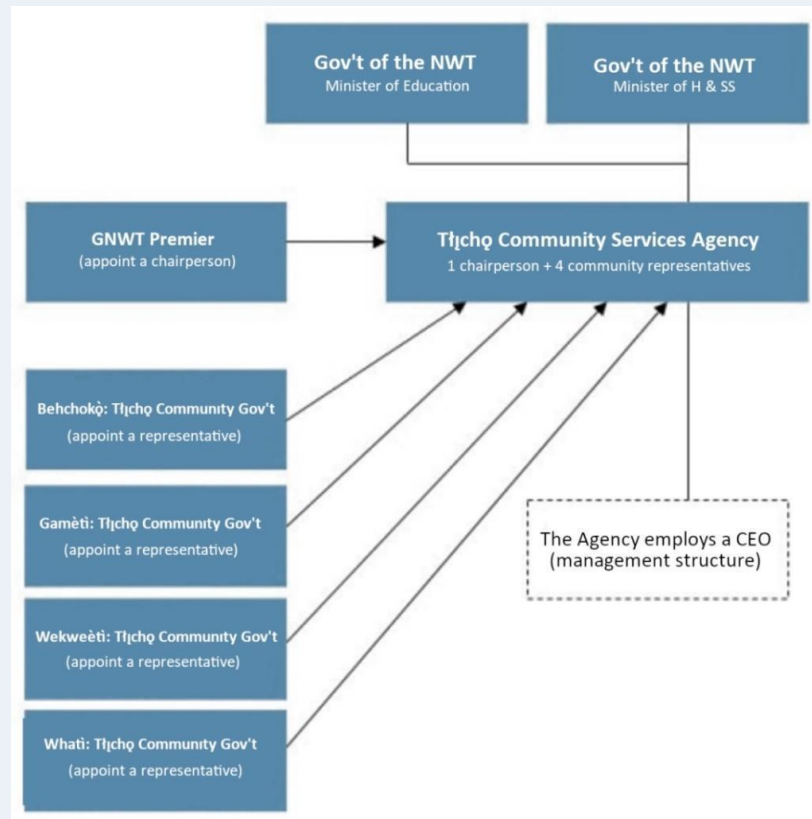 Gov't of the NWT
Minister of Education
Gov't of the NWT
Minister of H & SS
GNWT Premier
(appoint a chairperson)
Tłı̨chǫ Community Services Agency
1 chairperson + 4 community representatives
Behchokǫ̀: Tłı̨chǫ Community Gov't
(appoint a representative)
Gamètì: Tłı̨chǫ Community Gov't
(appoint a representative)
Wekweètì: Tłı̨chǫ Community Gov't
(appoint a representative)
Whatì: Tłı̨chǫ Community Gov't
(appoint a representative)
The Agency employs a CEO
(management structure)